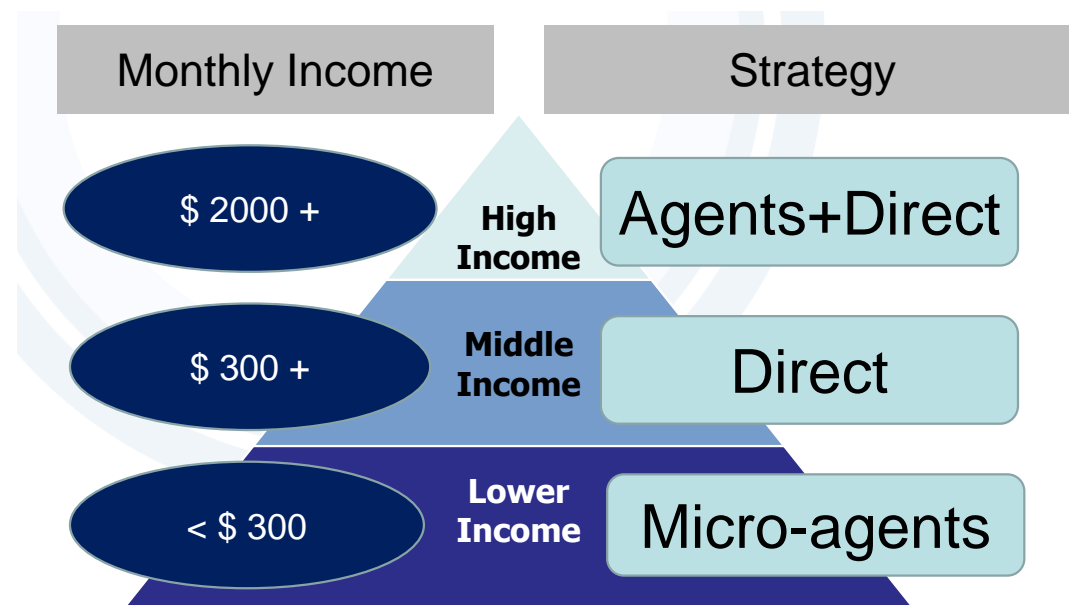 Monthly Income
Strategy
$ 2000 +
High
Income
Agents+Direct
$ 300 +
Middle
Income
Direct
< $ 300
Lower
Income
Micro-agents